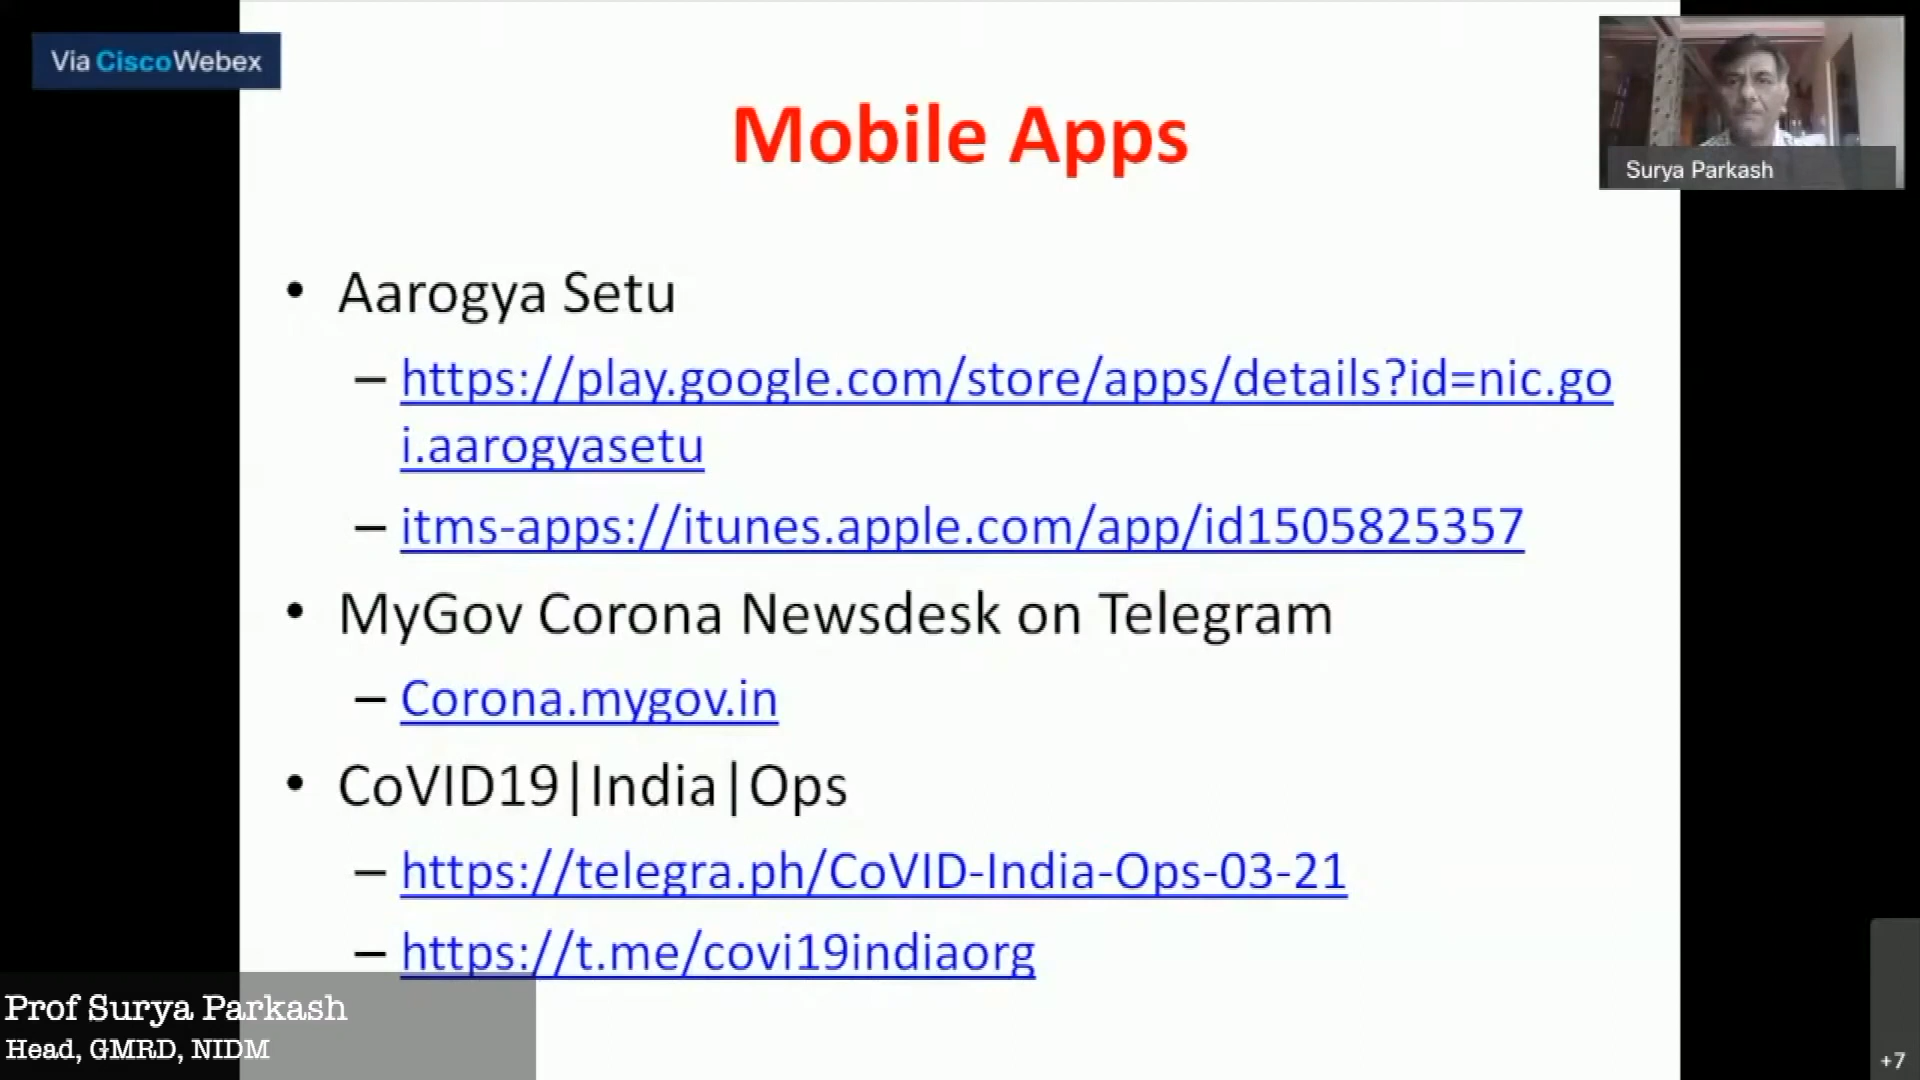 Via CiscoWebex
Surya Parkash
Mobile Apps
• Aarogya Setu
– https://play.google.com/store/apps/details?id=nic.go
i.aarogyasetu
– itms-apps://itunes.apple.com/app/id1505825357
• MyGov Corona Newsdesk on Telegram
– Corona.mygov.in
• CoVID19|India|Ops
– https://telegra.ph/CoVID-India-Ops-03-21
– https://t.me/covi19indiaorg
Prof Surya Parkash
Head, GMRD, NIDM
+7